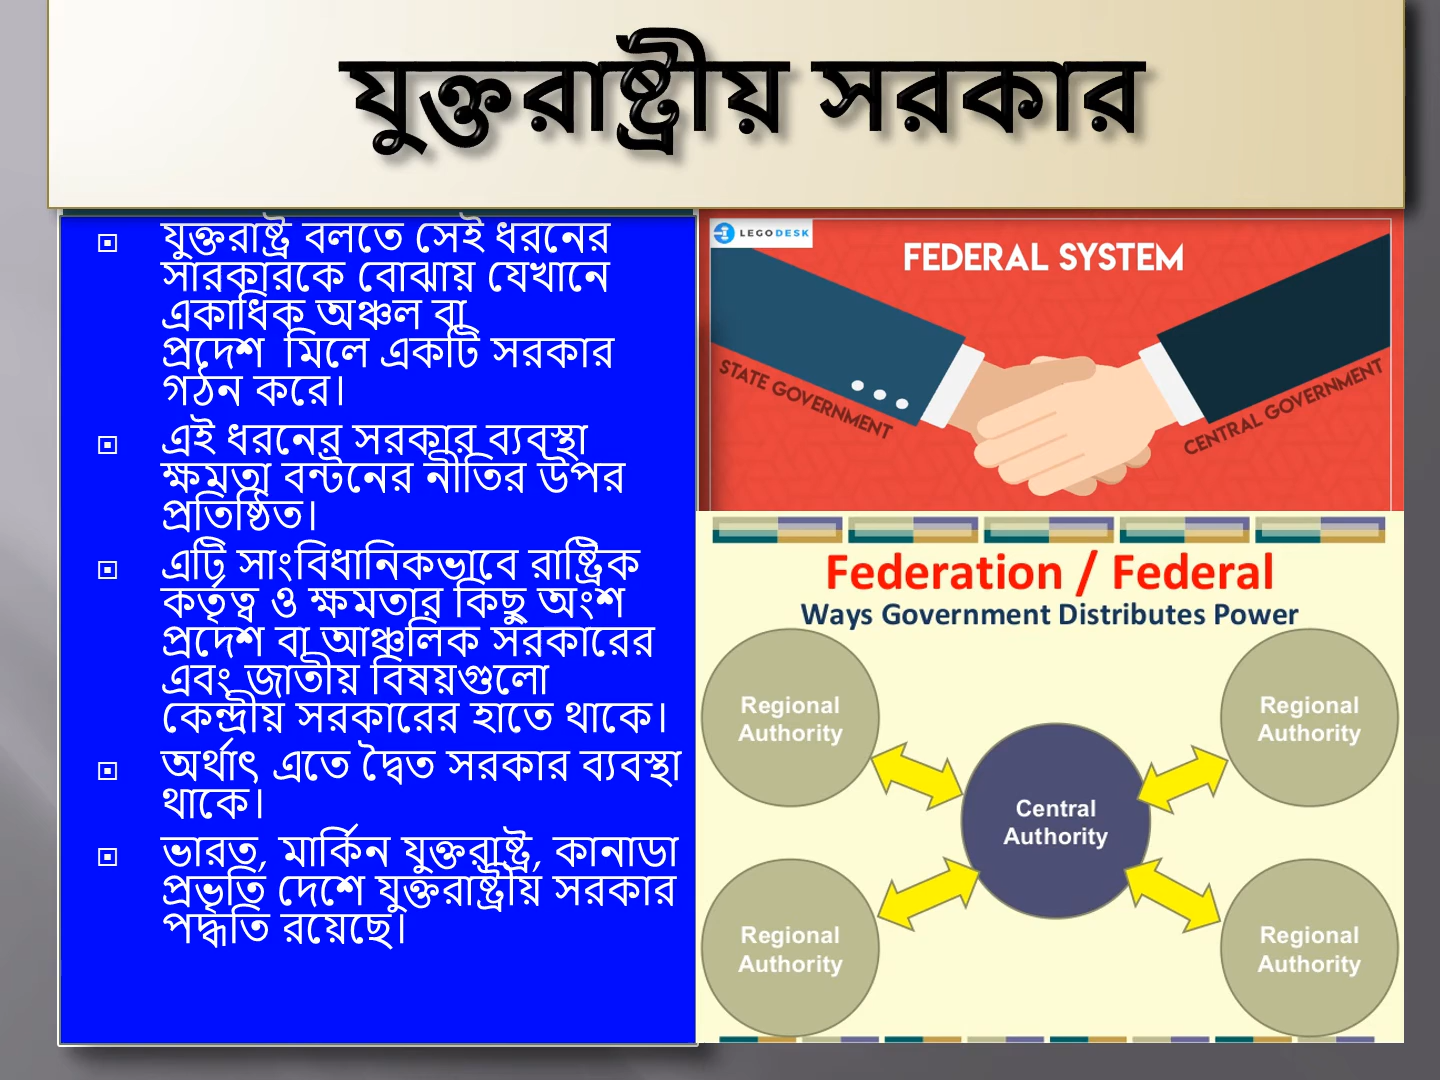 যুক্তরাষ্ট্রীয় সরকার
যুক্তরাষ্ট্র বলতে সেই ধরনের
সারকারকে বোঝায় যেখানে
একাধিক অঞ্চল বা
প্রদেশ মিলে একটি সরকার
গঠন করে।
এই ধরনের সরকার ব্যবস্থা
ক্ষমতা বন্টনের নীতির উপর
প্রতিষ্ঠিত।
এটি সাংবিধানিকভাবে রাষ্ট্রিক
কর্তৃত্ব ও ক্ষমতার কিছু অংশ
প্রদেশ বা আঞ্চলিক সরকারের
এবং জাতীয় বিষয়গুলো
কেন্দ্রীয় সরকারের হাতে থাকে।
অর্থাৎ এতে দ্বৈত সরকার ব্যবস্থা
থাকে।
ভারত, মার্কিন যুক্তরাষ্ট্র, কানাডা
প্রভৃতি দেশে যুক্তরাষ্ট্রীয় সরকার
পদ্ধতি রয়েছে।
LEGODESK
FEDERAL SYSTEM
STATE GOVERNMENT
CENTRAL GOVERNMENT
Federation / Federal
Ways Government Distributes Power
Regional
Authority
Regional
Authority
Central
Authority
Regional
Authority
Regional
Authority